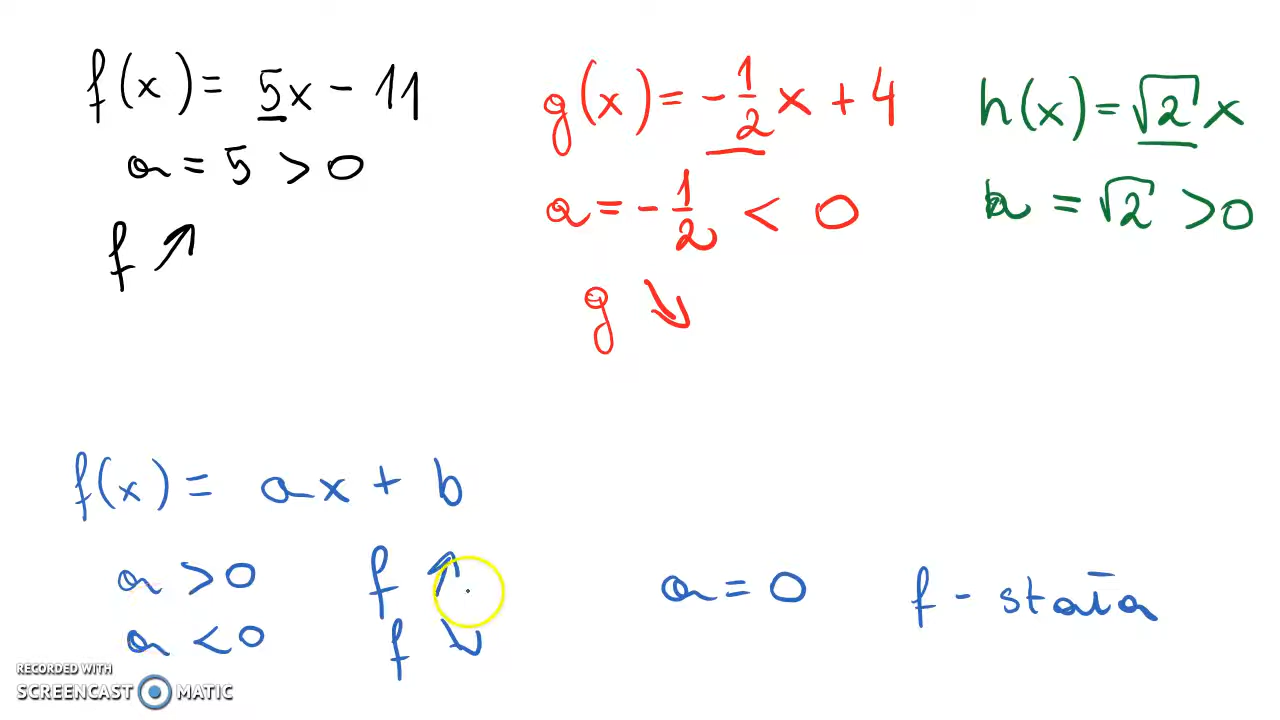 f(x) = 5x - 11
a = 5 > 0
f ↗
g(x) = -1/2 x + 4
a = -1/2 < 0
g ↘
h(x) = √2 x
a = √2 > 0
f(x) = ax + b
a > 0 f ↗
a < 0 f ↘
a = 0 f - stała
RECORDED WITH
SCREENCAST MATIC